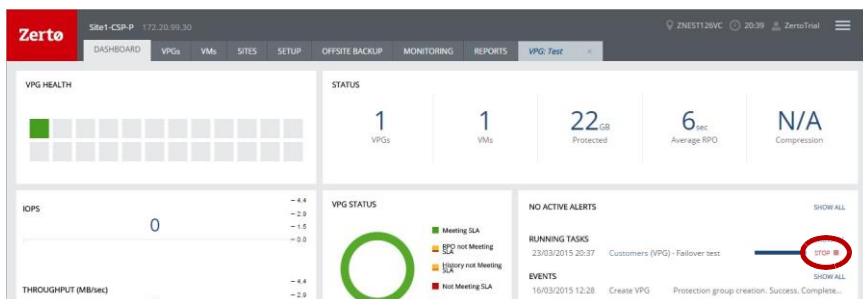 Zerto
Site1-CSP-P 172.20.99.30
ZNEST126VC 20:39 ZertoTrial
DASHBOARD VPGs VMs SITES SETUP OFFSITE BACKUP MONITORING REPORTS VPG: Test ×
VPG HEALTH
STATUS
1
VPGs
1
VMs
22 GB
Protected
6 sec
Average RPO
N/A
Compression
IOPS
0
4.4
2.9
1.5
0.0
THROUGHPUT (MB/sec)
4.4
2.9
VPG STATUS
Meeting SLA
RPO not Meeting
SLA
History not Meeting
SLA
Not Meeting SLA
NO ACTIVE ALERTS SHOW ALL
RUNNING TASKS
23/03/2015 20:37 Customers (VPG) - Failover test STOP
EVENTS SHOW ALL
16/03/2015 12:28 Create VPG Protection group creation. Success. Complete...